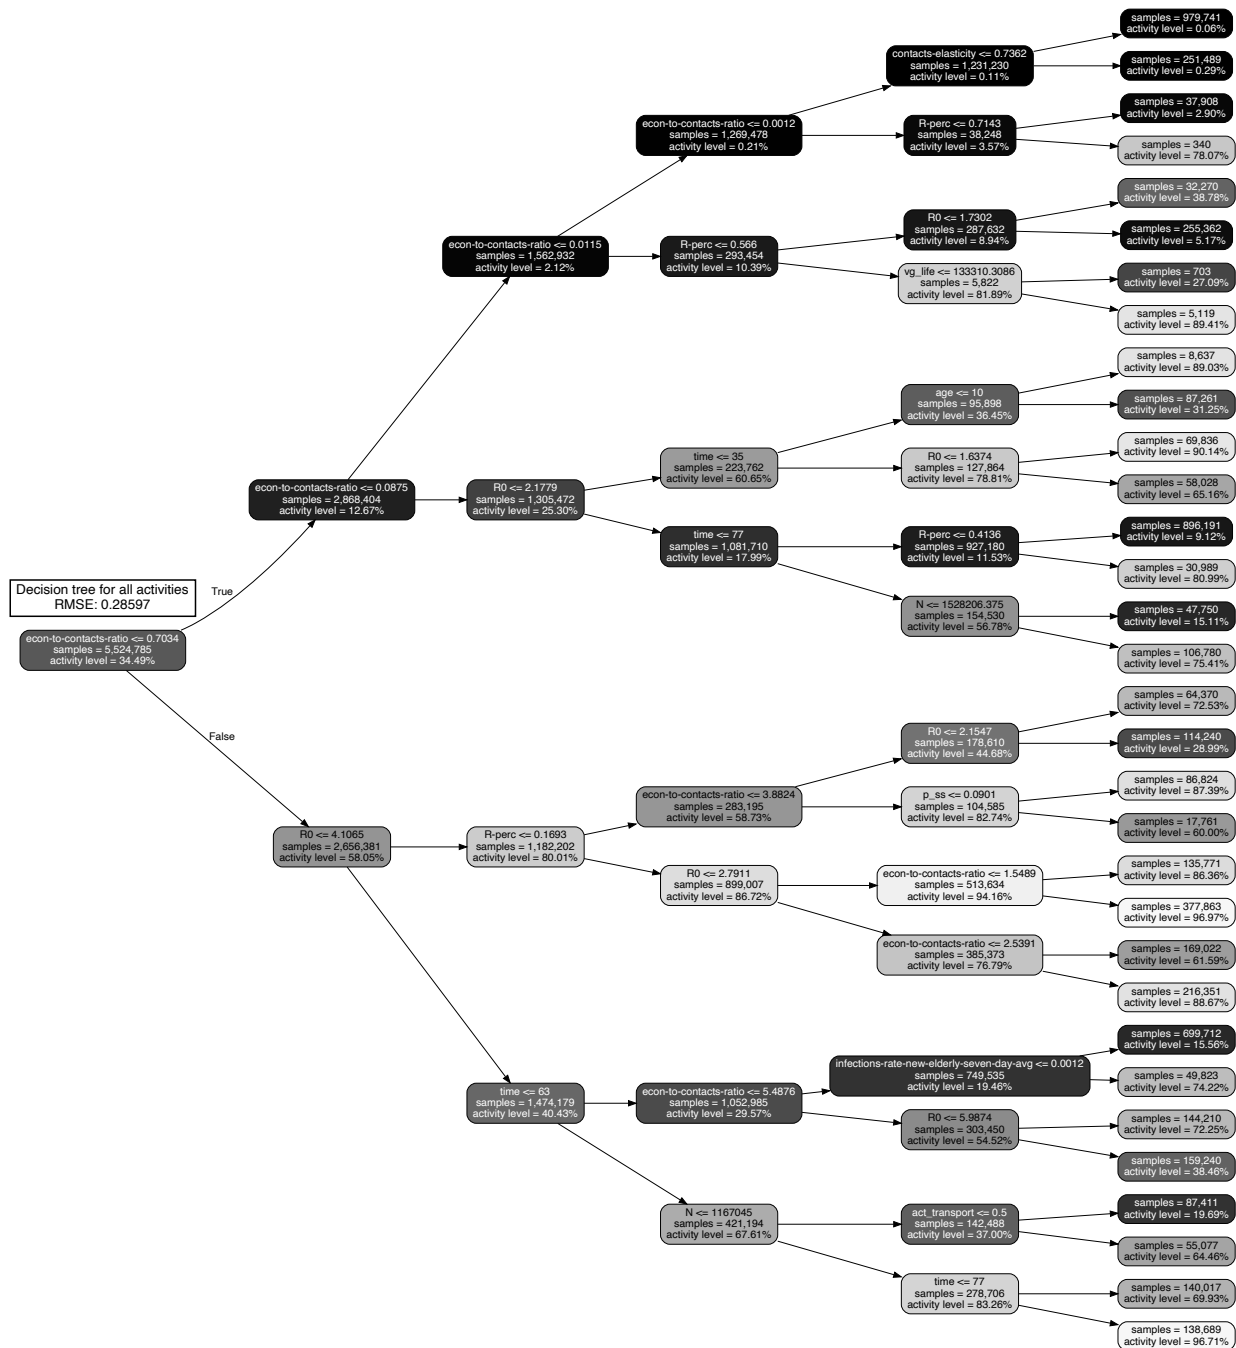 Decision tree for all activities
RMSE: 0.28597
econ-to-contacts-ratio <= 0.7034
samples = 5,524,785
activity level = 34.49%
True
False
econ-to-contacts-ratio <= 0.0875
samples = 2,868,404
activity level = 12.67%
R0 <= 4.1065
samples = 2,656,381
activity level = 58.05%
econ-to-contacts-ratio <= 0.0115
samples = 1,562,932
activity level = 2.12%
R0 <= 2.1779
samples = 1,305,472
activity level = 25.30%
R-perc <= 0.1693
samples = 1,182,202
activity level = 80.01%
time <= 63
samples = 1,474,179
activity level = 40.43%
econ-to-contacts-ratio <= 0.0012
samples = 1,269,478
activity level = 0.21%
R-perc <= 0.566
samples = 293,454
activity level = 10.39%
time <= 35
samples = 223,762
activity level = 60.65%
time <= 77
samples = 1,081,710
activity level = 17.99%
econ-to-contacts-ratio <= 3.8824
samples = 283,195
activity level = 58.73%
R0 <= 2.7911
samples = 899,007
activity level = 86.72%
econ-to-contacts-ratio <= 5.4876
samples = 1,052,985
activity level = 29.57%
N <= 1167045
samples = 421,194
activity level = 67.61%
contacts-elasticity <= 0.7362
samples = 1,231,230
activity level = 0.11%
R-perc <= 0.7143
samples = 38,248
activity level = 3.57%
R0 <= 1.7302
samples = 287,632
activity level = 8.94%
vg_life <= 133310.3086
samples = 5,822
activity level = 81.89%
age <= 10
samples = 95,898
activity level = 36.45%
R0 <= 1.6374
samples = 127,864
activity level = 78.81%
R-perc <= 0.4136
samples = 927,180
activity level = 11.53%
N <= 1528206.375
samples = 154,530
activity level = 56.78%
R0 <= 2.1547
samples = 178,610
activity level = 44.68%
p_ss <= 0.0901
samples = 104,585
activity level = 82.74%
econ-to-contacts-ratio <= 1.5489
samples = 513,634
activity level = 94.16%
econ-to-contacts-ratio <= 2.5391
samples = 385,373
activity level = 76.79%
infections-rate-new-elderly-seven-day-avg <= 0.0012
samples = 749,535
activity level = 19.46%
R0 <= 5.9874
samples = 303,450
activity level = 54.52%
act_transport <= 0.5
samples = 142,488
activity level = 37.00%
time <= 77
samples = 278,706
activity level = 83.26%
samples = 979,741
activity level = 0.06%
samples = 251,489
activity level = 0.29%
samples = 37,908
activity level = 2.90%
samples = 340
activity level = 78.07%
samples = 32,270
activity level = 38.78%
samples = 255,362
activity level = 5.17%
samples = 703
activity level = 27.09%
samples = 5,119
activity level = 89.41%
samples = 8,637
activity level = 89.03%
samples = 87,261
activity level = 31.25%
samples = 69,836
activity level = 90.14%
samples = 58,028
activity level = 65.16%
samples = 896,191
activity level = 9.12%
samples = 30,989
activity level = 80.99%
samples = 47,750
activity level = 15.11%
samples = 106,780
activity level = 75.41%
samples = 64,370
activity level = 72.53%
samples = 114,240
activity level = 28.99%
samples = 86,824
activity level = 87.39%
samples = 17,761
activity level = 60.00%
samples = 135,771
activity level = 86.36%
samples = 377,863
activity level = 96.97%
samples = 169,022
activity level = 61.59%
samples = 216,351
activity level = 88.67%
samples = 699,712
activity level = 15.56%
samples = 49,823
activity level = 74.22%
samples = 144,210
activity level = 72.25%
samples = 159,240
activity level = 38.46%
samples = 87,411
activity level = 19.69%
samples = 55,077
activity level = 64.46%
samples = 140,017
activity level = 69.93%
samples = 138,689
activity level = 96.71%